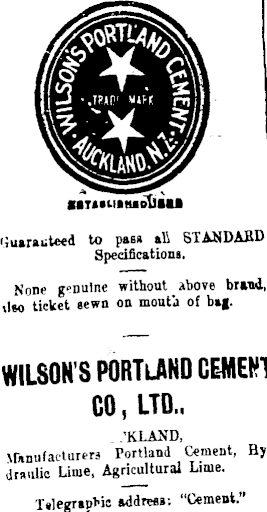 WILSON'S PORTLAND CEMENT
TRADE MARK
AUCKLAND, N.Z.
ESTABLISHED
Guaranteed to pass all STANDARD
Specifications.
None genuine without above brand,
also ticket sewn on mouth of bag.
WILSON'S PORTLAND CEMENT
CO, LTD.,
KLAND,
Manufacturers Portland Cement, Hy
draulic Lime, Agricultural Lime.
Telegraphic address: "Cement."